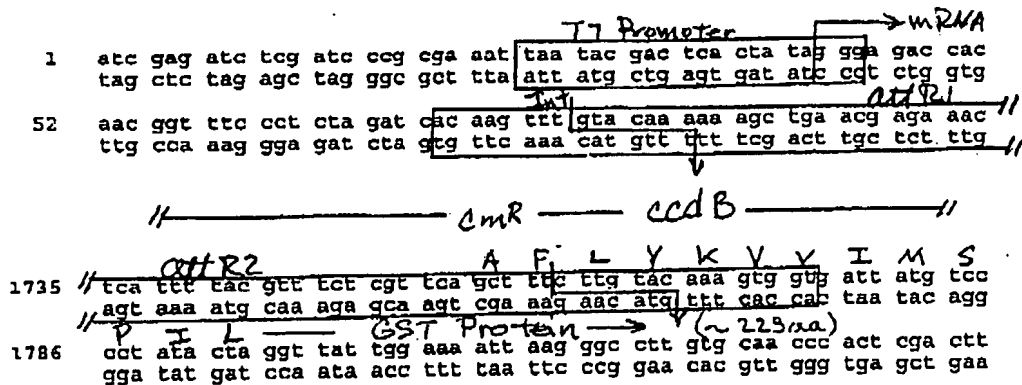 T7 Promoter mRNA
1 atc gag atc tcg atc ccg cga aat taa tac gac tca cta tag gga gac cac
tag ctc tag agc tag ggc gct tta att atg ctg agt gat atc cct ctg gtg
Int attR1
52 aac ggt ttc cct cta gat cac aag ttt gta caa aaa agc tga acg aga aac
ttg cca aag gga gat cta gtg ttc aaa cat gtt ttt tcg act tgc tct ttg
cmR ccdB
attR2 A F L Y K V V I M S
1735 tca ttt tac gtt tct cgt tca gct ttc ttg tac aaa gtg gtg att atg tcc
agt aaa atg caa aga gca agt cga aag aac atg ttt cac cac taa tac agg
P I L GST Protein (~ 229aa)
1786 cct ata cta ggt tat tgg aaa att aag ggc ctt gtg caa ccc act cga ctt
gga tat gat cca ata acc ttt taa ttc ccg gaa cac gtt ggg tga gct gaa